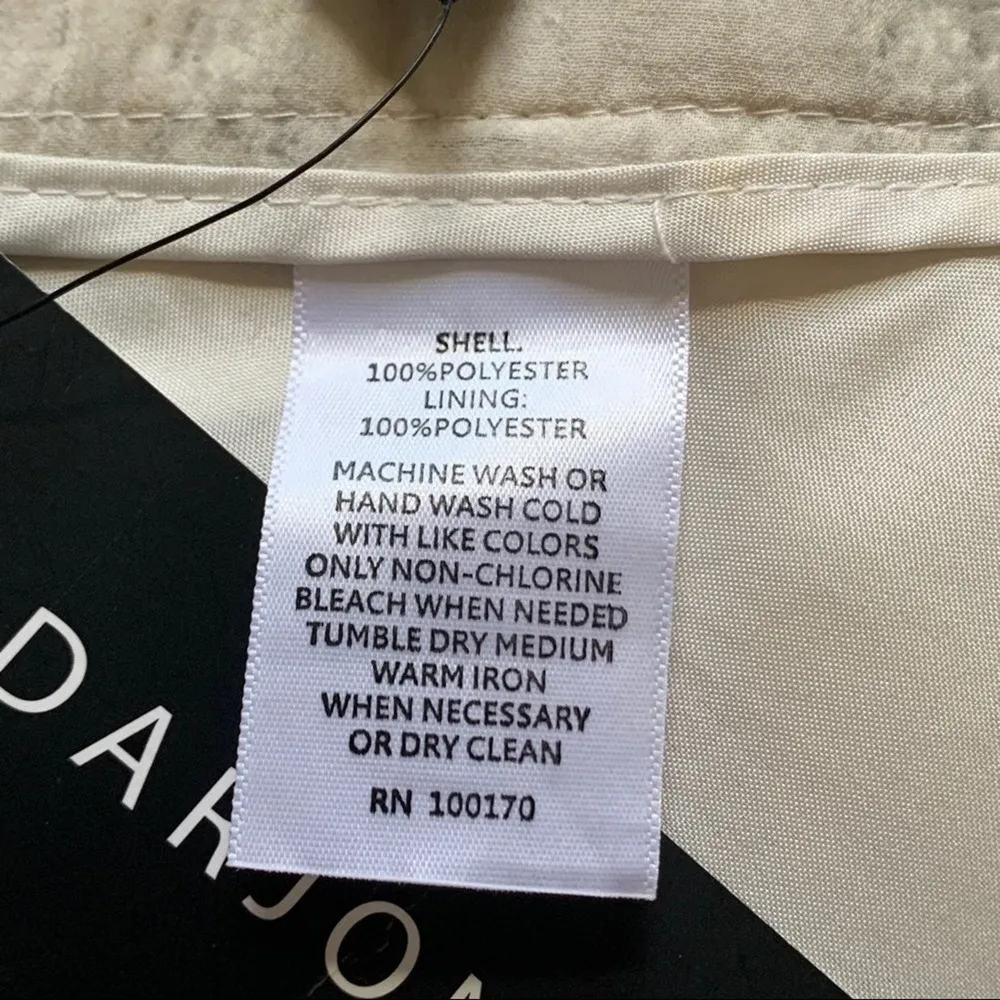 SHELL.
100%POLYESTER
LINING:
100%POLYESTER
MACHINE WASH OR
HAND WASH COLD
WITH LIKE COLORS
ONLY NON-CHLORINE
BLEACH WHEN NEEDED
TUMBLE DRY MEDIUM
WARM IRON
WHEN NECESSARY
OR DRY CLEAN
RN 100170